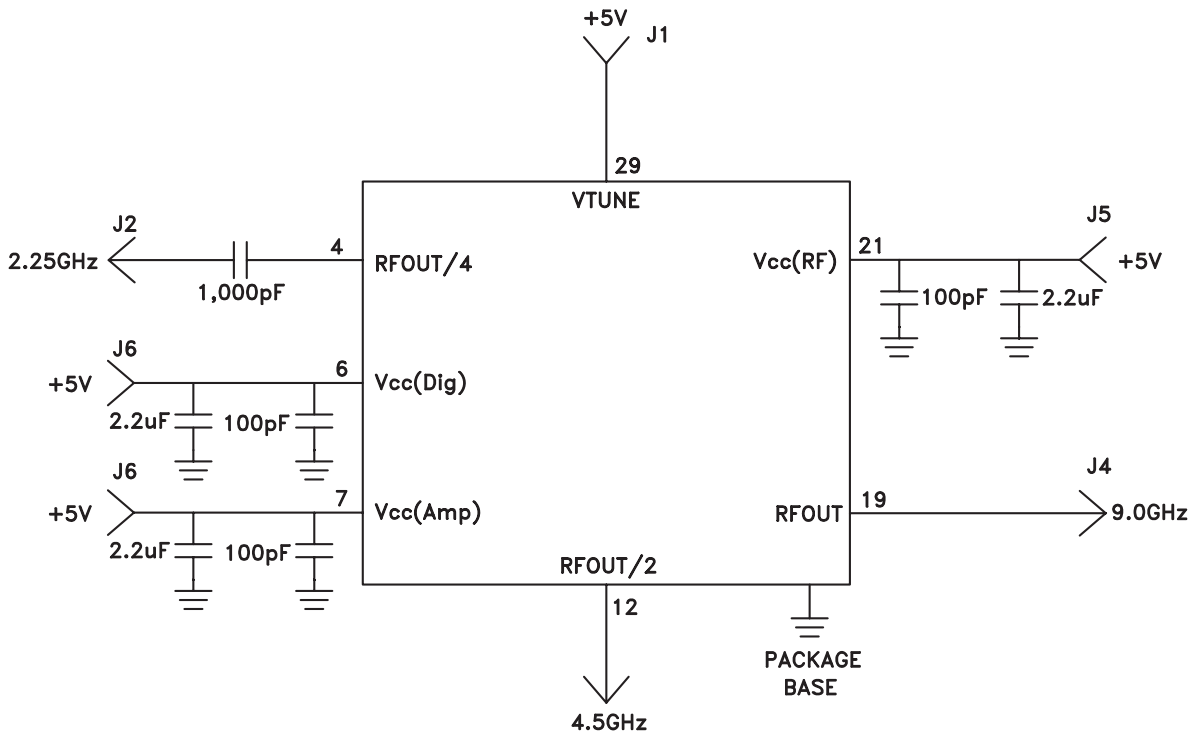 +5V
J1
29
VTUNE
J2
2.25GHz
1,000pF
4
RFOUT/4
J5
21
Vcc(RF)
+5V
100pF
2.2uF
J6
+5V
6
Vcc(Dig)
2.2uF
100pF
J6
+5V
7
Vcc(Amp)
2.2uF
100pF
J4
19
RFOUT
9.0GHz
RFOUT/2
12
4.5GHz
PACKAGE
BASE